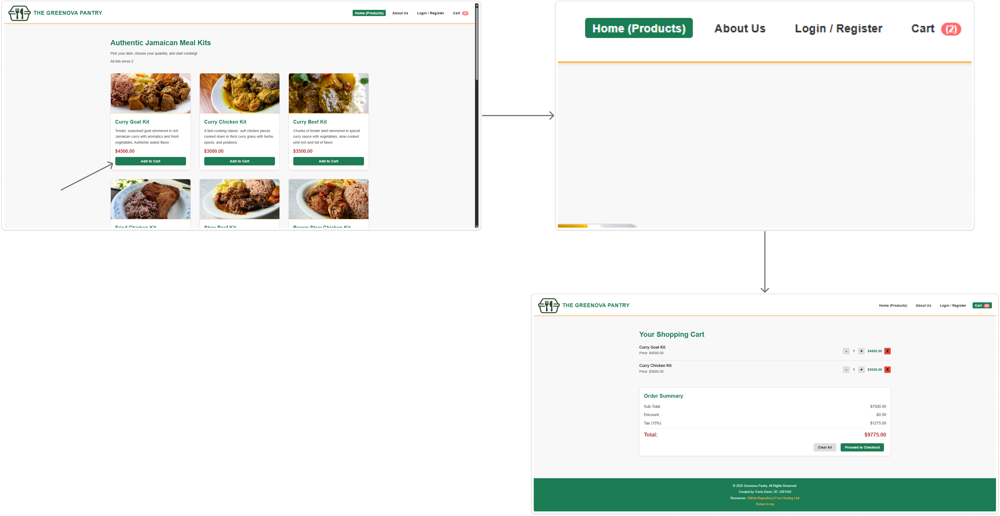 THE GREENOVA PANTRY
Home (Products) About Us Login / Register Cart (0)
Authentic Jamaican Meal Kits
Pick your dish, choose your quantity, and start cooking!
All kits serve 2.
Curry Goat Kit
Tender, seasoned goat simmered in rich
Jamaican curry with aromatics and fresh
vegetables. Authentic island flavor.
$4500.00
Add to Cart
Curry Chicken Kit
A fast-cooking classic: soft chicken pieces
cooked down in thick curry gravy with herbs,
spices, and potatoes.
$3000.00
Add to Cart
Curry Beef Kit
Chunks of tender beef simmered in spiced
curry sauce with vegetables, slow-cooked
until rich and full of flavor.
$3500.00
Add to Cart
Fried Chicken Kit
Stew Beef Kit
Brown Stew Chicken Kit
Home (Products) About Us Login / Register Cart (2)
THE GREENOVA PANTRY
Home (Products) About Us Login / Register Cart (2)
Your Shopping Cart
Curry Goat Kit
Price: $4500.00
- 1 + $4500.00 X
Curry Chicken Kit
Price: $3000.00
- 1 + $3000.00 X
Order Summary
Sub-Total: $7500.00
Discount: -$0.00
Tax (15%): $1275.00
Total: $9775.00
Clear All Proceed to Checkout
© 2025 Greenova Pantry. All Rights Reserved.
Created by Travis Davis | ID: 2401555
Resources: GitHub Repository | Free Hosting Link
Return to top